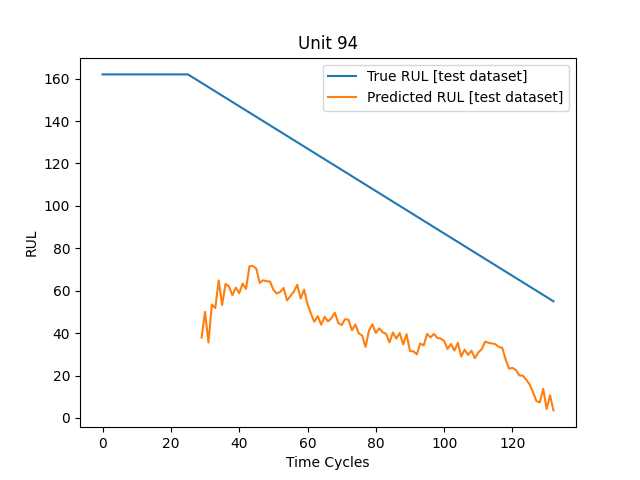 Unit 94
True RUL [test dataset]
Predicted RUL [test dataset]
RUL
160
140
120
100
80
60
40
20
0
0 20 40 60 80 100 120
Time Cycles